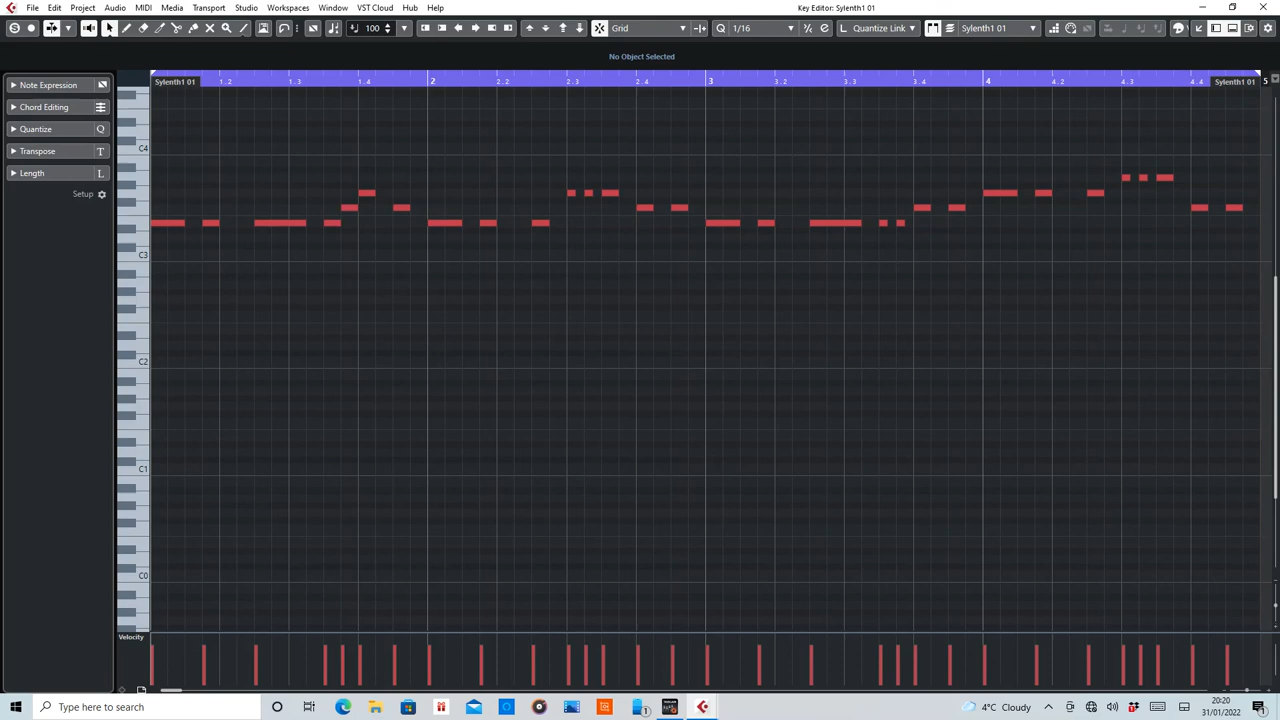 Key Editor: Sylenth1 01
File Edit Project Audio MIDI Media Transport Studio Workspaces Window VST Cloud Hub Help
S 100 Grid Q 1/16 L Quantize Link Sylenth1 01
No Object Selected
1.2 1.3 1.4 2 2.2 2.3 2.4 3 3.2 3.3 3.4 4 4.2 4.3 4.4 5
Sylenth1 01 Sylenth1 01
Note Expression
Chord Editing
Quantize Q
Transpose T
Length L
Setup
C4
C3
C2
C1
C0
Velocity
Type here to search
1
4°C Cloudy
20:20
31/01/2022
1